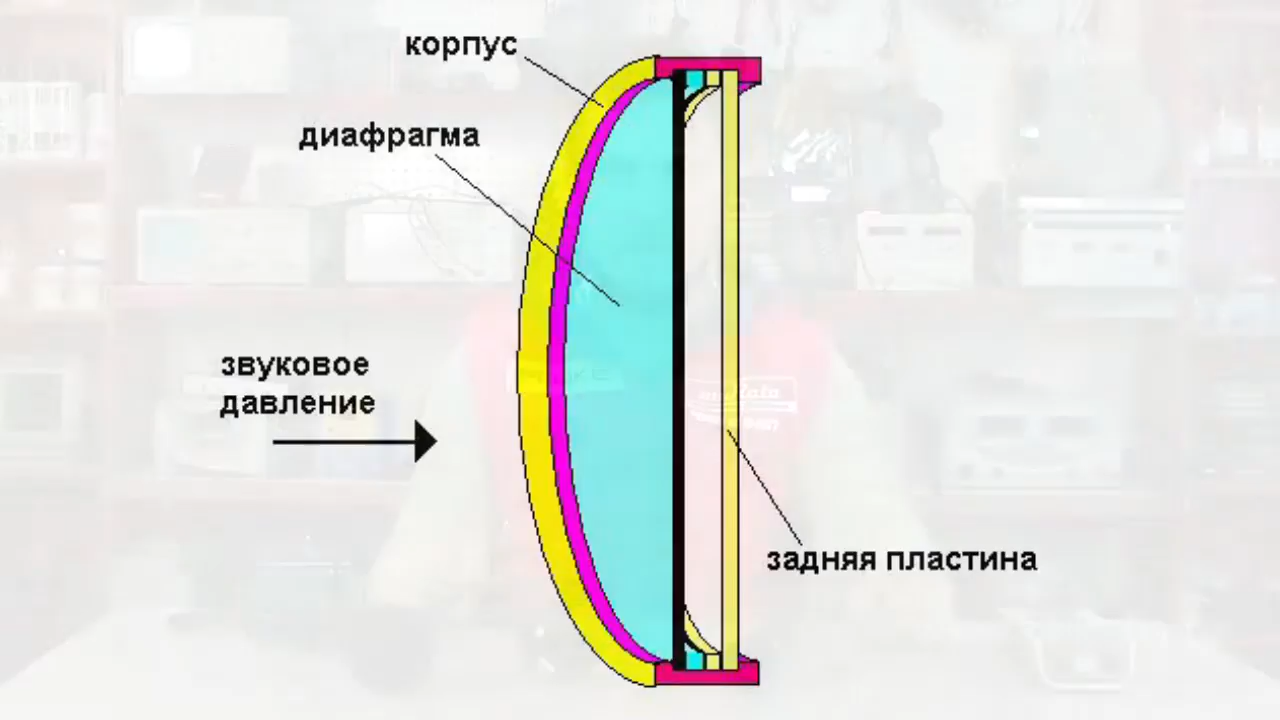 корпус
диафрагма
звуковое
давление
задняя пластина